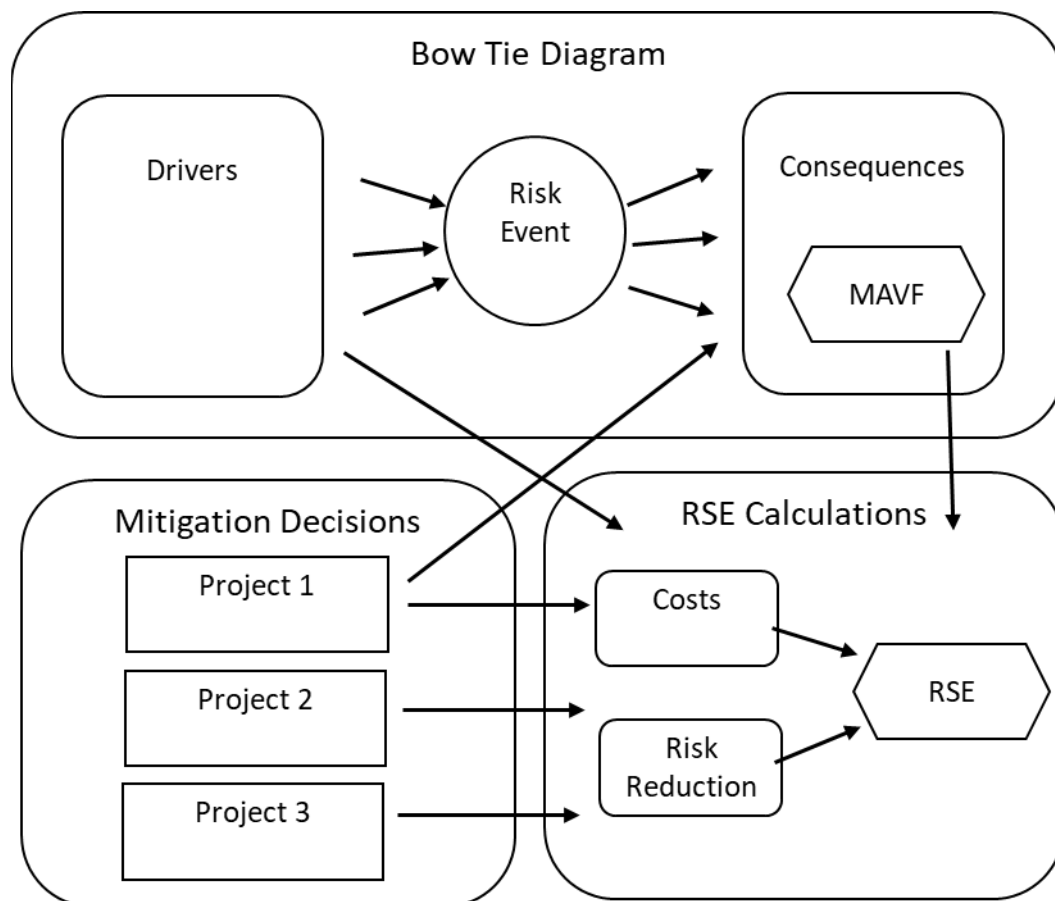 Bow Tie Diagram
Drivers
Risk
Event
Consequences
MAVF
Mitigation Decisions
Project 1
Project 2
Project 3
RSE Calculations
Costs
Risk
Reduction
RSE